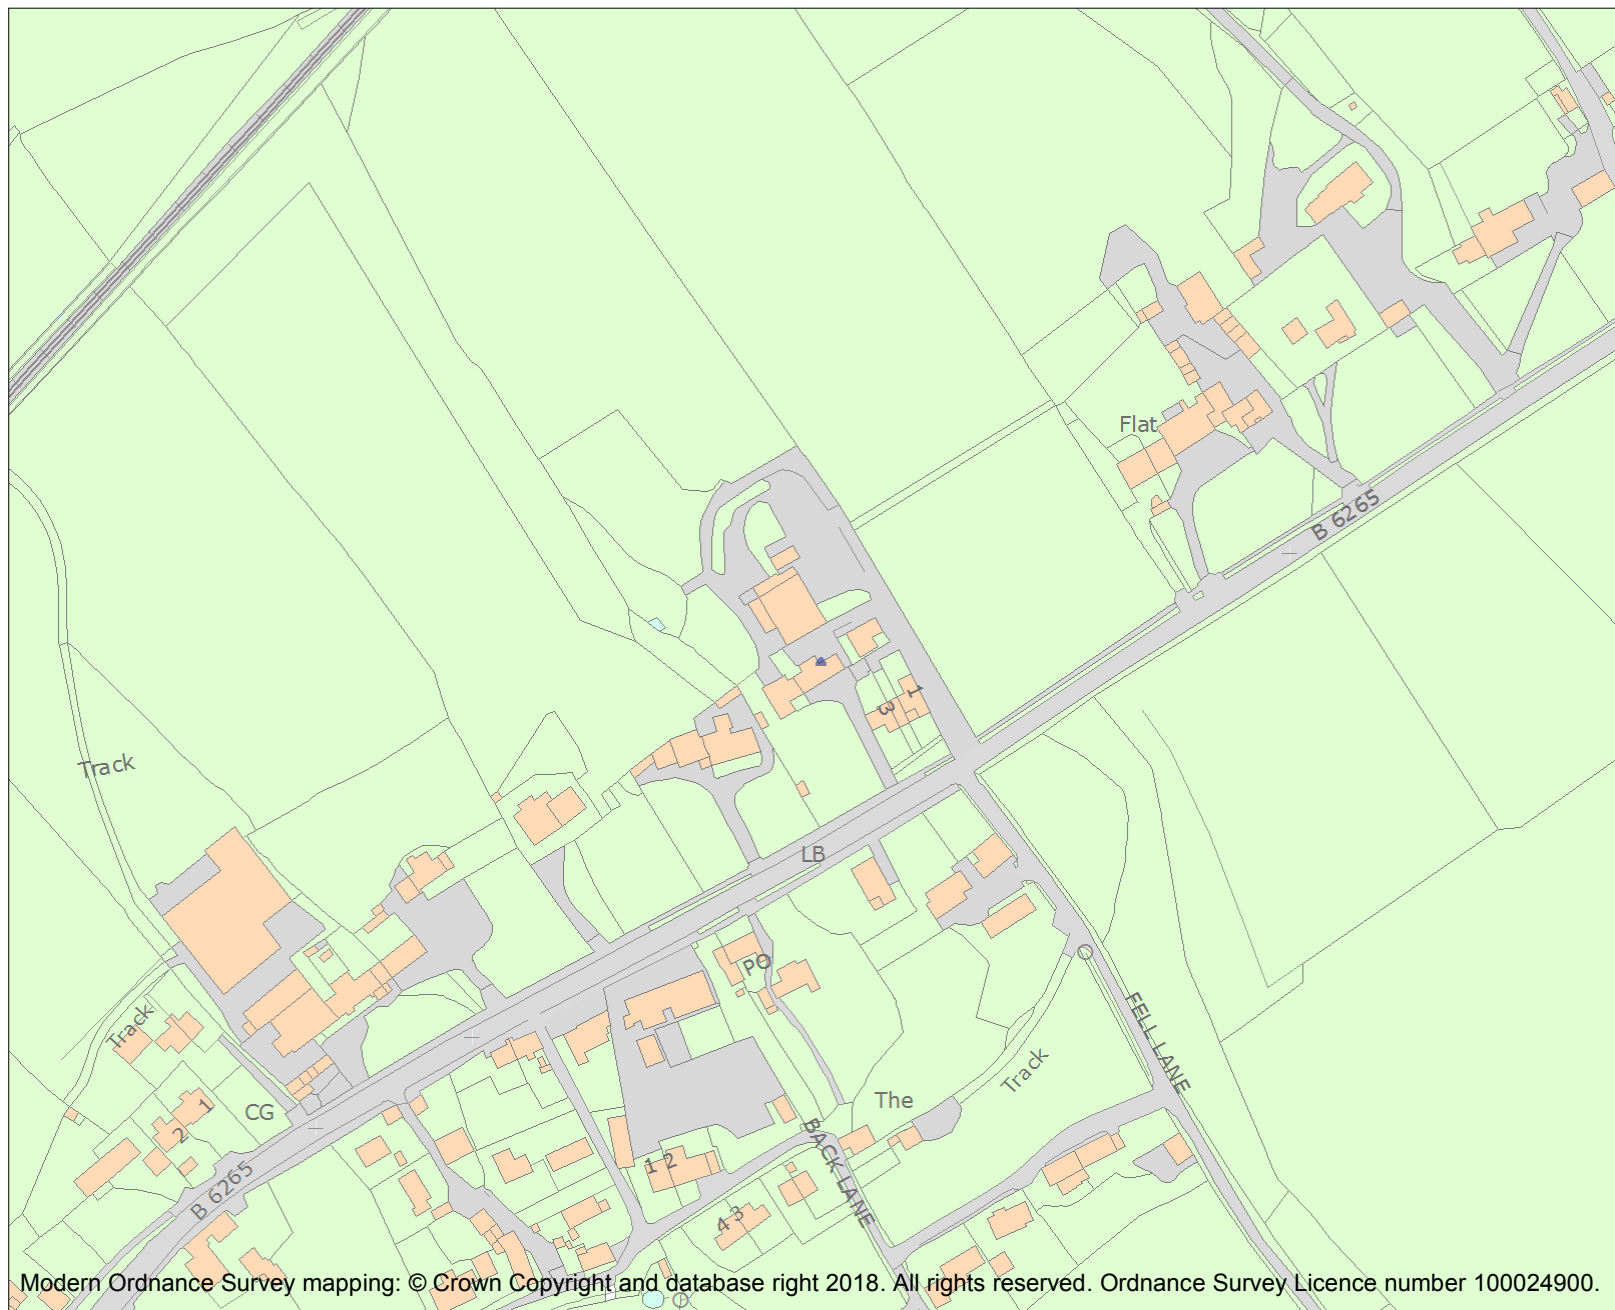 Flat
B 6265
1
3
Track
LB
PO
Track
FELL LANE
Track
The
CG
1
2
BACK LANE
1 2
B 6265
4 3
Modern Ordnance Survey mapping: © Crown Copyright and database right 2018. All rights reserved. Ordnance Survey Licence number 100024900.